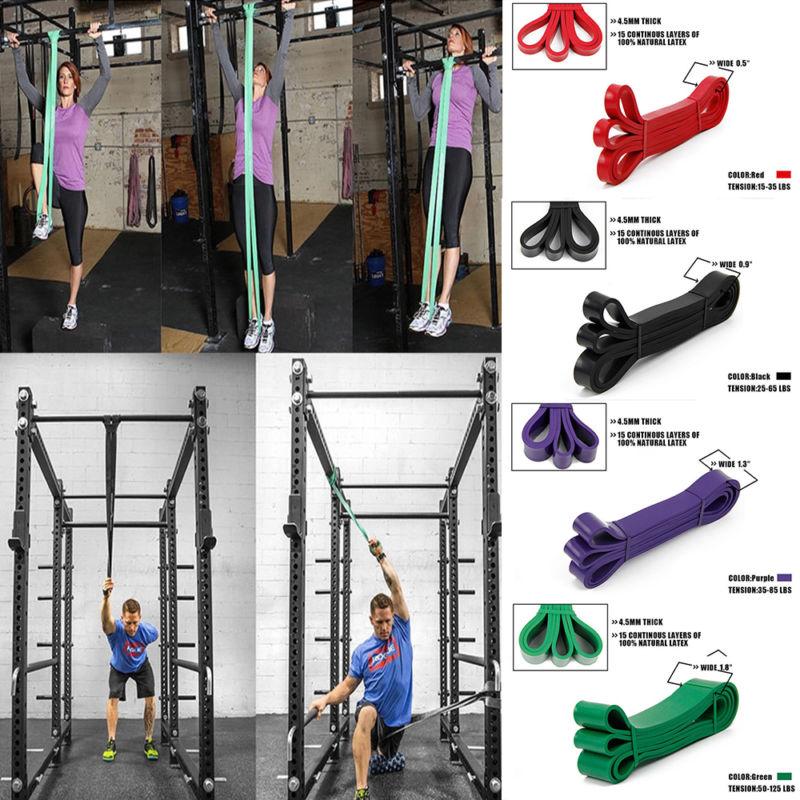 >> 4.5MM THICK
>> 15 CONTINOUS LAYERS OF
100% NATURAL LATEX
>> WIDE 0.5"
COLOR:Red
TENSION:15-35 LBS
>> 4.5MM THICK
>> 15 CONTINOUS LAYERS OF
100% NATURAL LATEX
>> WIDE 0.9"
COLOR:Black
TENSION:25-65 LBS
>> 4.5MM THICK
>> 15 CONTINOUS LAYERS OF
100% NATURAL LATEX
>> WIDE 1.3"
COLOR:Purple
TENSION:35-85 LBS
>> 4.5MM THICK
>> 15 CONTINOUS LAYERS OF
100% NATURAL LATEX
>> WIDE 1.8"
COLOR:Green
TENSION:50-125 LBS